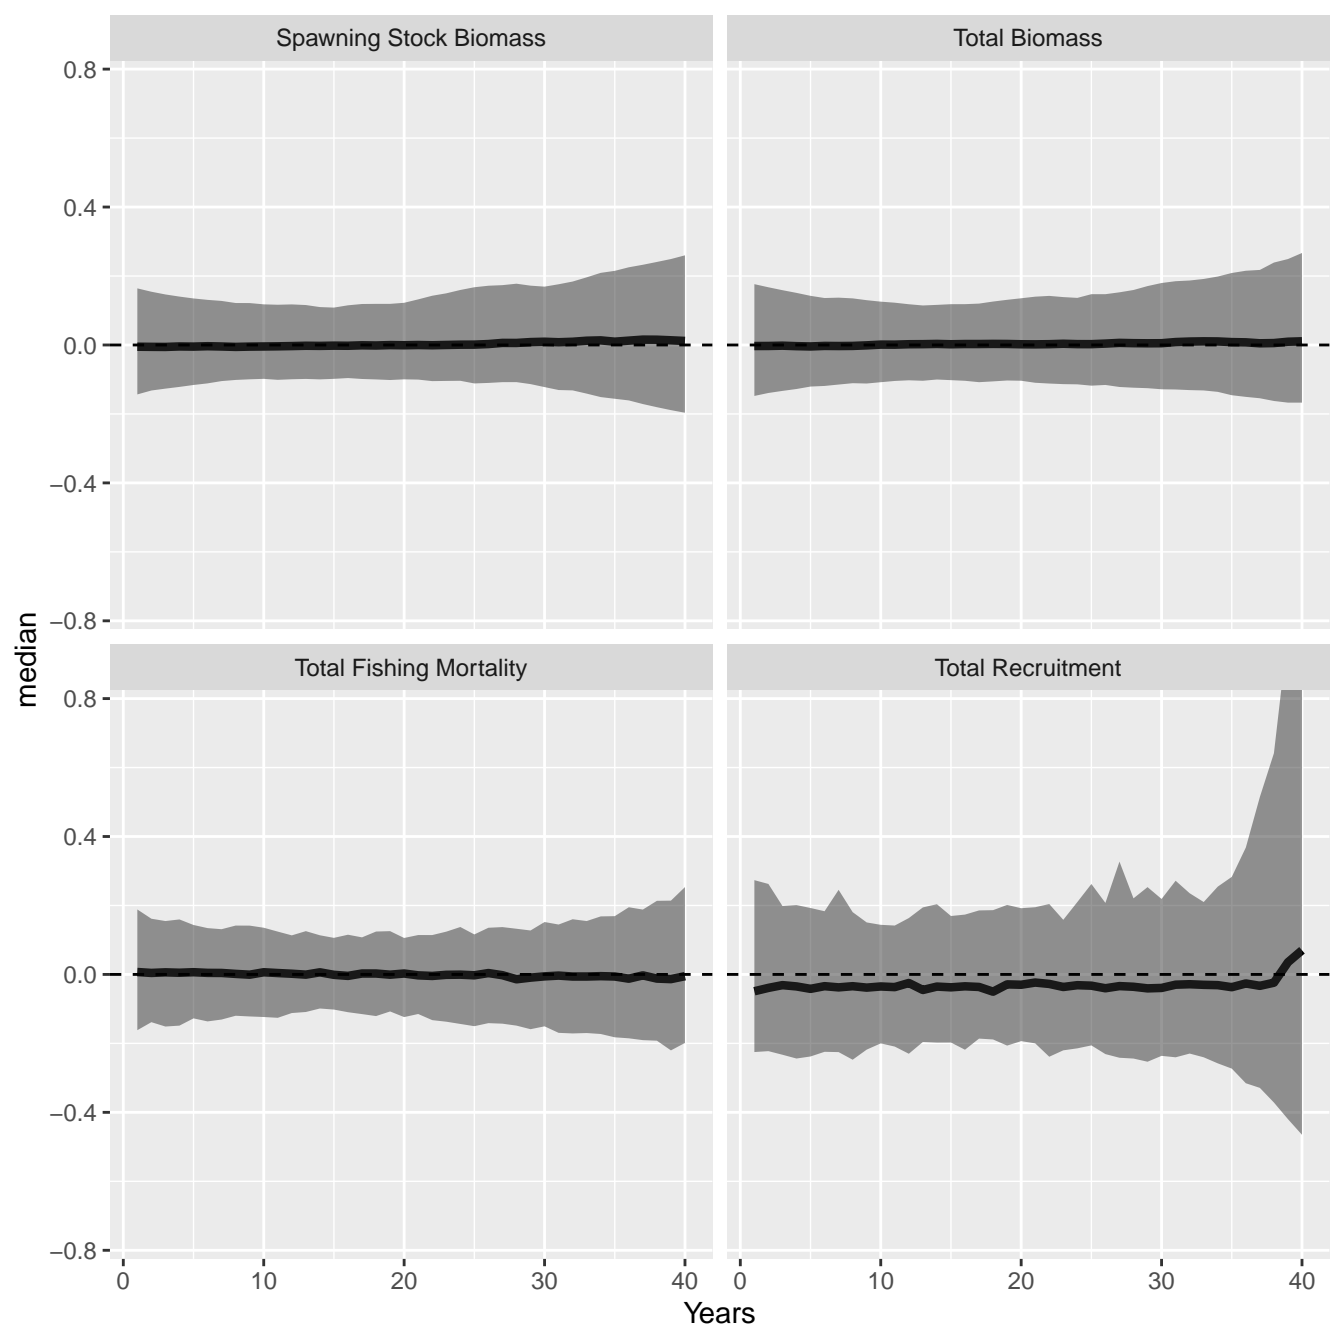 Spawning Stock Biomass
Total Biomass
0.8
0.4
0.0
−0.4
−0.8
median
Total Fishing Mortality
Total Recruitment
0.8
0.4
0.0
−0.4
−0.8
0 10 20 30 40
0 10 20 30 40
Years